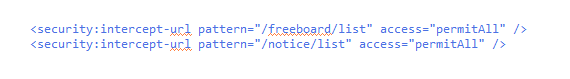 <security:intercept-url pattern="/freeboard/list" access="permitAll" />
<security:intercept-url pattern="/notice/list" access="permitAll" />